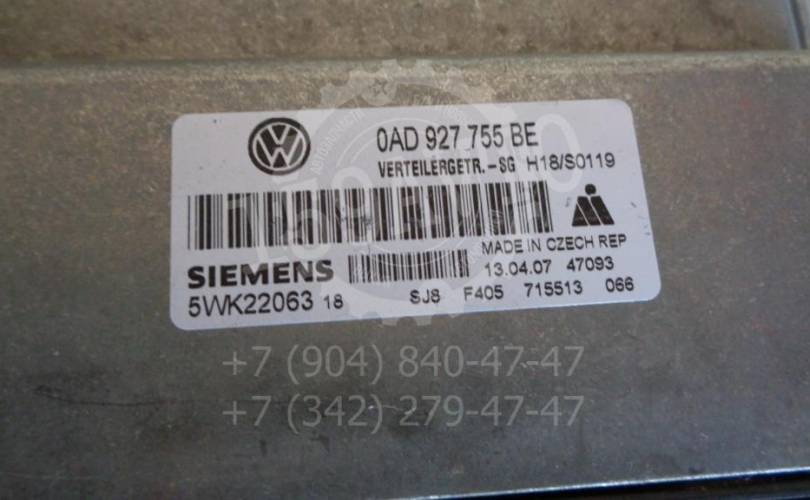 0AD 927 755 BE
VERTEILERGETR.-SG H18/S0119
MADE IN CZECH REP
SIEMENS
13.04.07 47093
5WK22063 18
SJ8 F405 715513 066
+7 (904) 840-47-47
+7 (342) 279-47-47